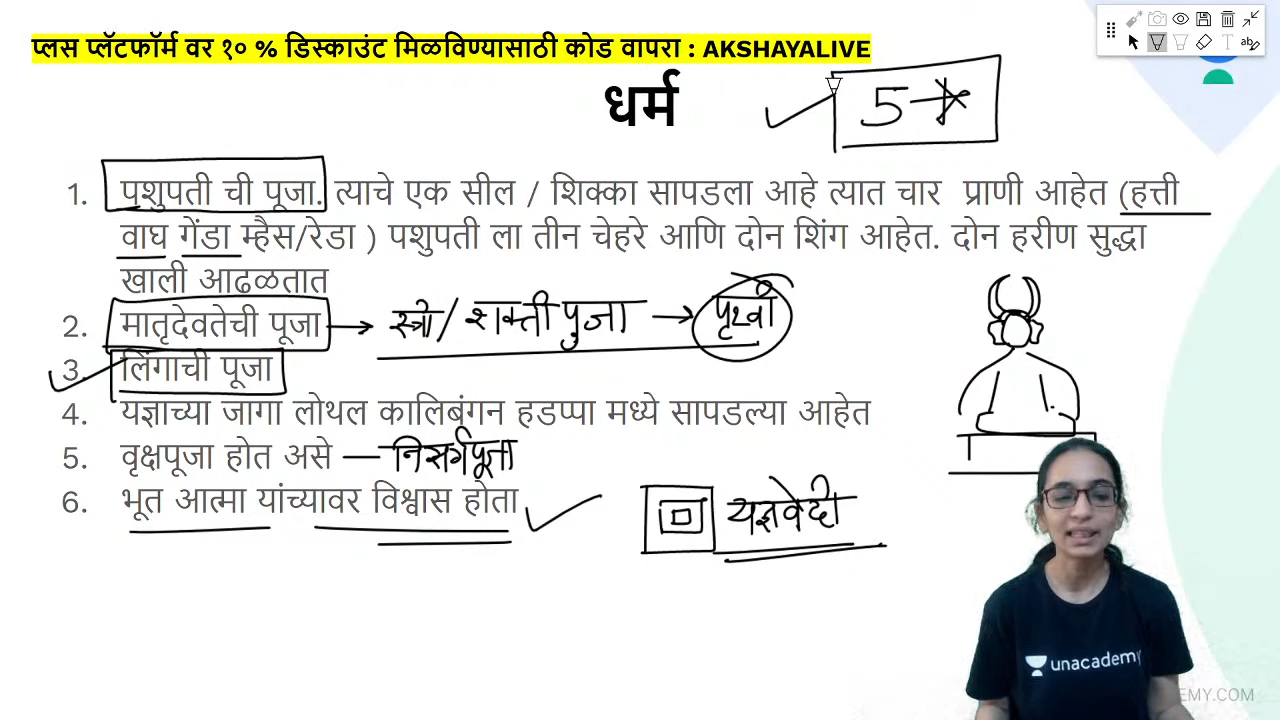 प्लस प्लॅटफॉर्म वर १० % डिस्काउंट मिळविण्यासाठी कोड वापरा : AKSHAYALIVE
धर्म
5
1. पशुपती ची पूजा. त्याचे एक सील / शिक्का सापडला आहे त्यात चार प्राणी आहेत (हत्ती
वाघ गेंडा म्हैस/रेडा ) पशुपती ला तीन चेहरे आणि दोन शिंग आहेत. दोन हरीण सुद्धा
खाली आढळतात
2. मातृदेवतेची पूजा → स्त्री/ शक्ती पुजा → पृथ्वी
3. लिंगाची पूजा
4. यज्ञाच्या जागा लोथल कालिबंगन हडप्पा मध्ये सापडल्या आहेत
5. वृक्षपूजा होत असे — निसर्गपूजा
6. भूत आत्मा यांच्यावर विश्वास होता
यज्ञवेदी
unacademy
EMY.COM